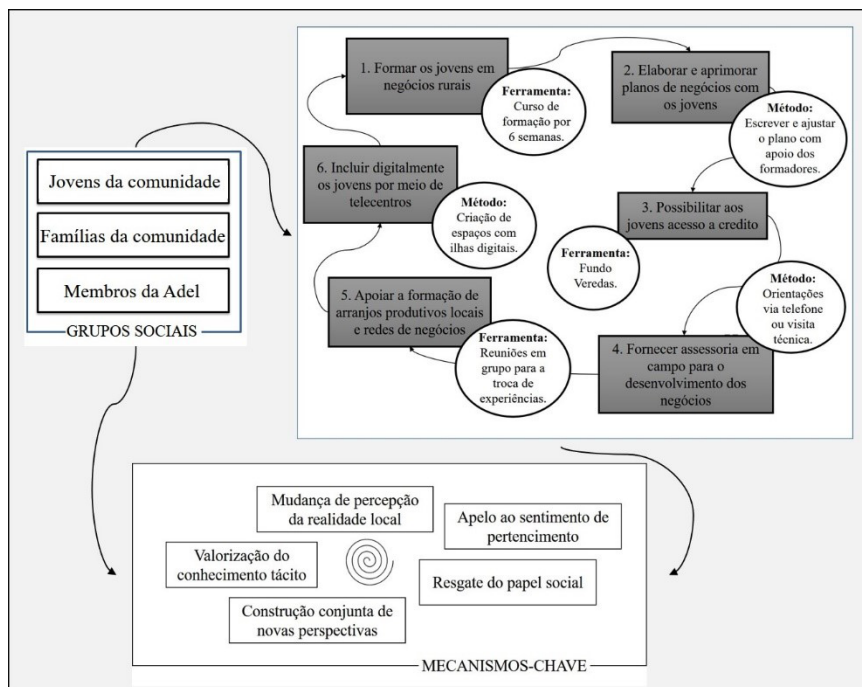 Jovens da comunidade
Famílias da comunidade
Membros da Adel
GRUPOS SOCIAIS
1. Formar os jovens em
negócios rurais
Ferramenta:
Curso de
formação por
6 semanas.
2. Elaborar e aprimorar
planos de negócios com
os jovens
Método:
Escrever e ajustar
o plano com
apoio dos
formadores.
3. Possibilitar aos
jovens acesso a credito
Ferramenta:
Fundo
Veredas.
Método:
Orientações
via telefone
ou visita
técnica.
4. Fornecer assessoria em
campo para o
desenvolvimento dos
negócios
Ferramenta:
Reuniões em
grupo para a
troca de
experiências.
5. Apoiar a formação de
arranjos produtivos locais
e redes de negócios
6. Incluir digitalmente
os jovens por meio de
telecentros
Método:
Criação de
espaços com
ilhas digitais.
Mudança de percepção
da realidade local
Apelo ao sentimento de
pertencimento
Valorização do
conhecimento tácito
Resgate do papel social
Construção conjunta de
novas perspectivas
MECANISMOS-CHAVE